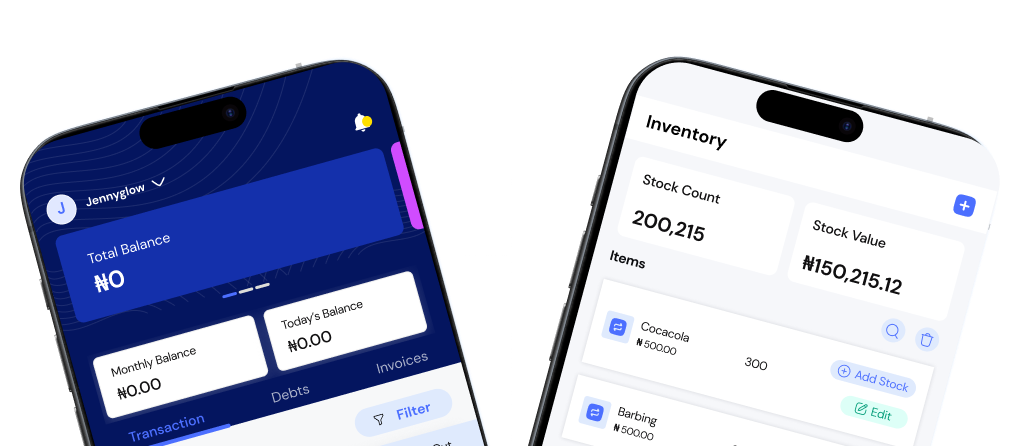 J
Jennyglow
Total Balance
₦0
Monthly Balance
₦0.00
Today's Balance
₦0.00
Transaction
Debts
Invoices
Filter
Inventory
Stock Count
200,215
Stock Value
₦150,215.12
Items
Cocacola
₦ 500.00
300
Add Stock
Edit
Barbing
₦ 500.00